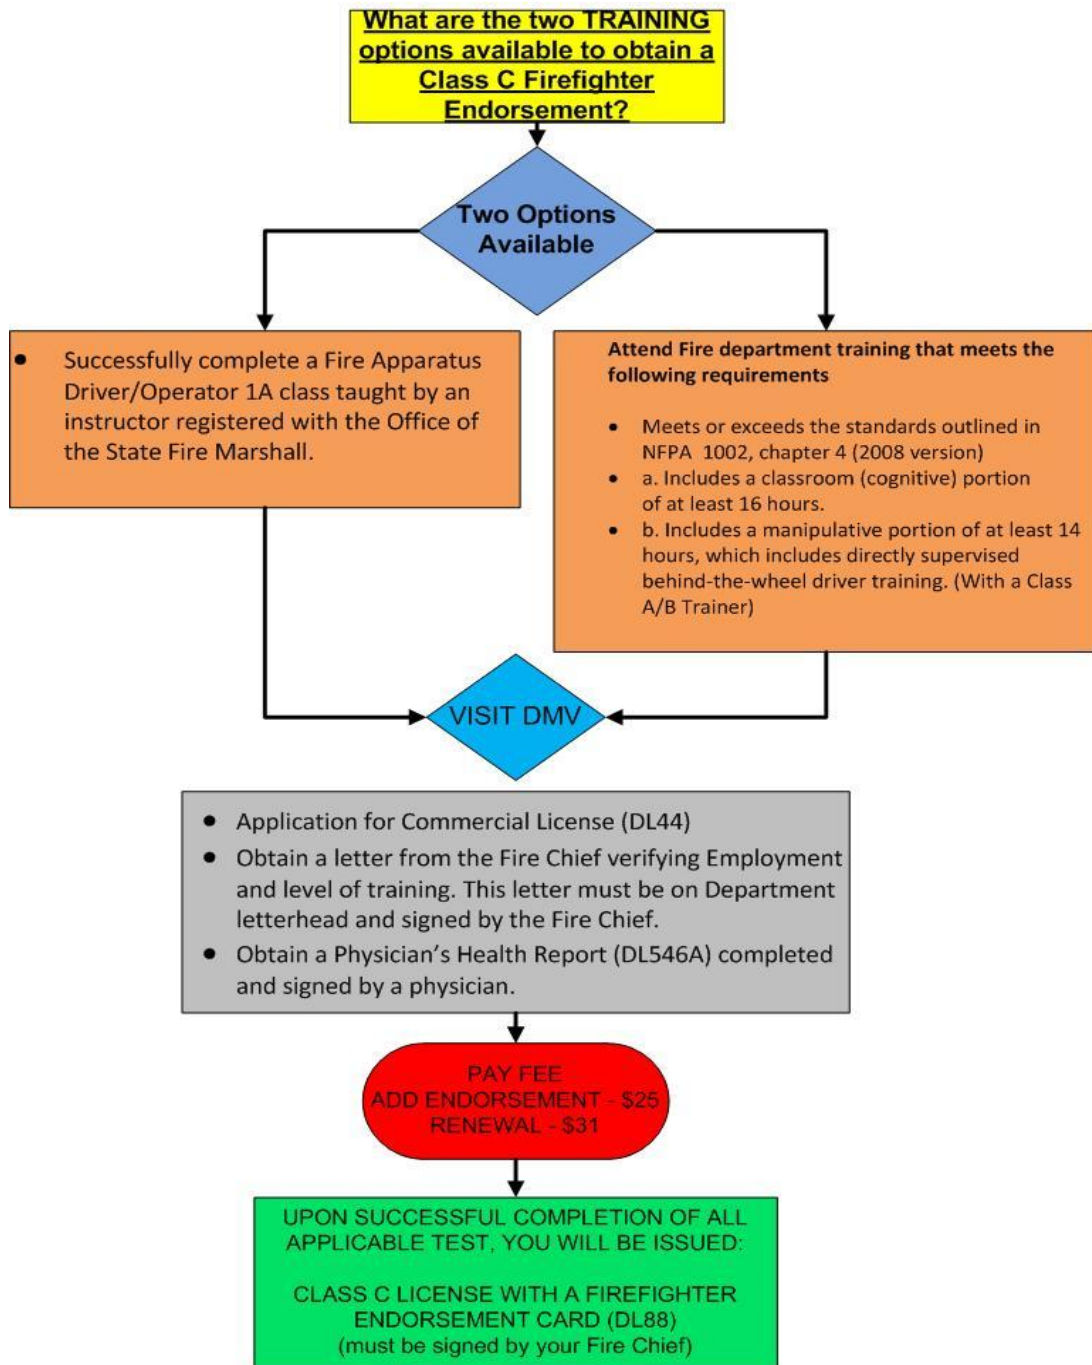 What are the two TRAINING
options available to obtain a
Class C Firefighter
Endorsement?
Two Options
Available
• Successfully complete a Fire Apparatus
Driver/Operator 1A class taught by an
instructor registered with the Office of
the State Fire Marshall.
Attend Fire department training that meets the
following requirements
• Meets or exceeds the standards outlined in
NFPA 1002, chapter 4 (2008 version)
• a. Includes a classroom (cognitive) portion
of at least 16 hours.
• b. Includes a manipulative portion of at least 14
hours, which includes directly supervised
behind-the-wheel driver training. (With a Class
A/B Trainer)
VISIT DMV
• Application for Commercial License (DL44)
• Obtain a letter from the Fire Chief verifying Employment
and level of training. This letter must be on Department
letterhead and signed by the Fire Chief.
• Obtain a Physician’s Health Report (DL546A) completed
and signed by a physician.
PAY FEE
ADD ENDORSEMENT - $25
RENEWAL - $31
UPON SUCCESSFUL COMPLETION OF ALL
APPLICABLE TEST, YOU WILL BE ISSUED:
CLASS C LICENSE WITH A FIREFIGHTER
ENDORSEMENT CARD (DL88)
(must be signed by your Fire Chief)